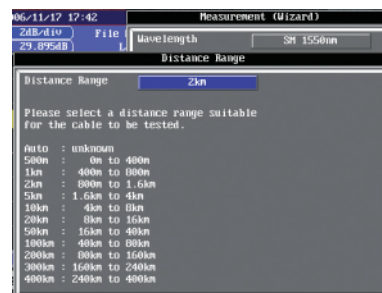 06/11/17 17:42
Measurement (Wizard)
2dB/div
File
29.895dB
Wavelength
SM 1550nm
Distance Range
Distance Range
2km
Please select a distance range suitable
for the cable to be tested.
Auto : unknown
500m : 0m to 400m
1km : 400m to 800m
2km : 800m to 1.6km
5km : 1.6km to 4km
10km : 4km to 8km
20km : 8km to 16km
50km : 16km to 40km
100km : 40km to 80km
200km : 80km to 160km
300km : 160km to 240km
400km : 240km to 400km